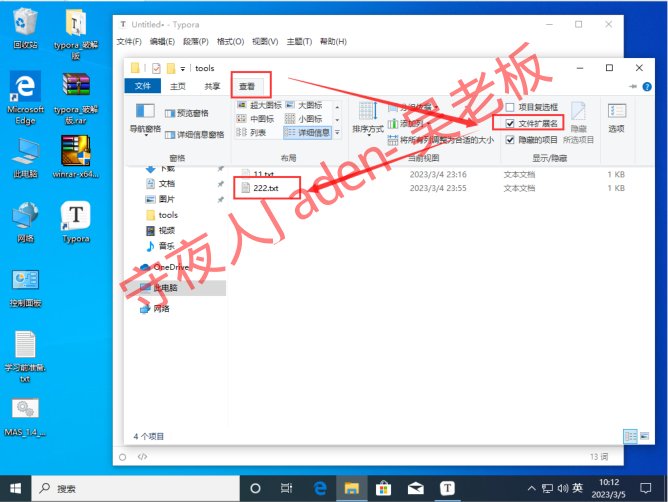 Untitled• - Typora
文件(F) 编辑(E) 段落(P) 格式(O) 视图(V) 主题(T) 帮助(H)
tools
文件 主页 共享 查看
导航窗格
预览窗格
详细信息窗格
窗格
超大图标 大图标
中图标 小图标
列表 详细信息
布局
排序方式
添加列
将所有列调整为合适的大小
当前视图
项目复选框
文件扩展名
隐藏的项目
隐藏
所选项目
显示/隐藏
选项
下载
文档
图片
tools
视频
音乐
OneDrive
此电脑
网络
11.txt 2023/3/4 23:16 文本文档 1 KB
222.txt 2023/3/4 23:55 文本文档 1 KB
4 个项目
13 词
回收站
typora_破解版
Microsoft Edge
typora_破解版.rar
此电脑
winrar-x64...
网络
Typora
控制面板
学习前准备.txt
MAS_1.4_...
守夜人J aden-吴老板
搜索
英
10:12
2023/3/5